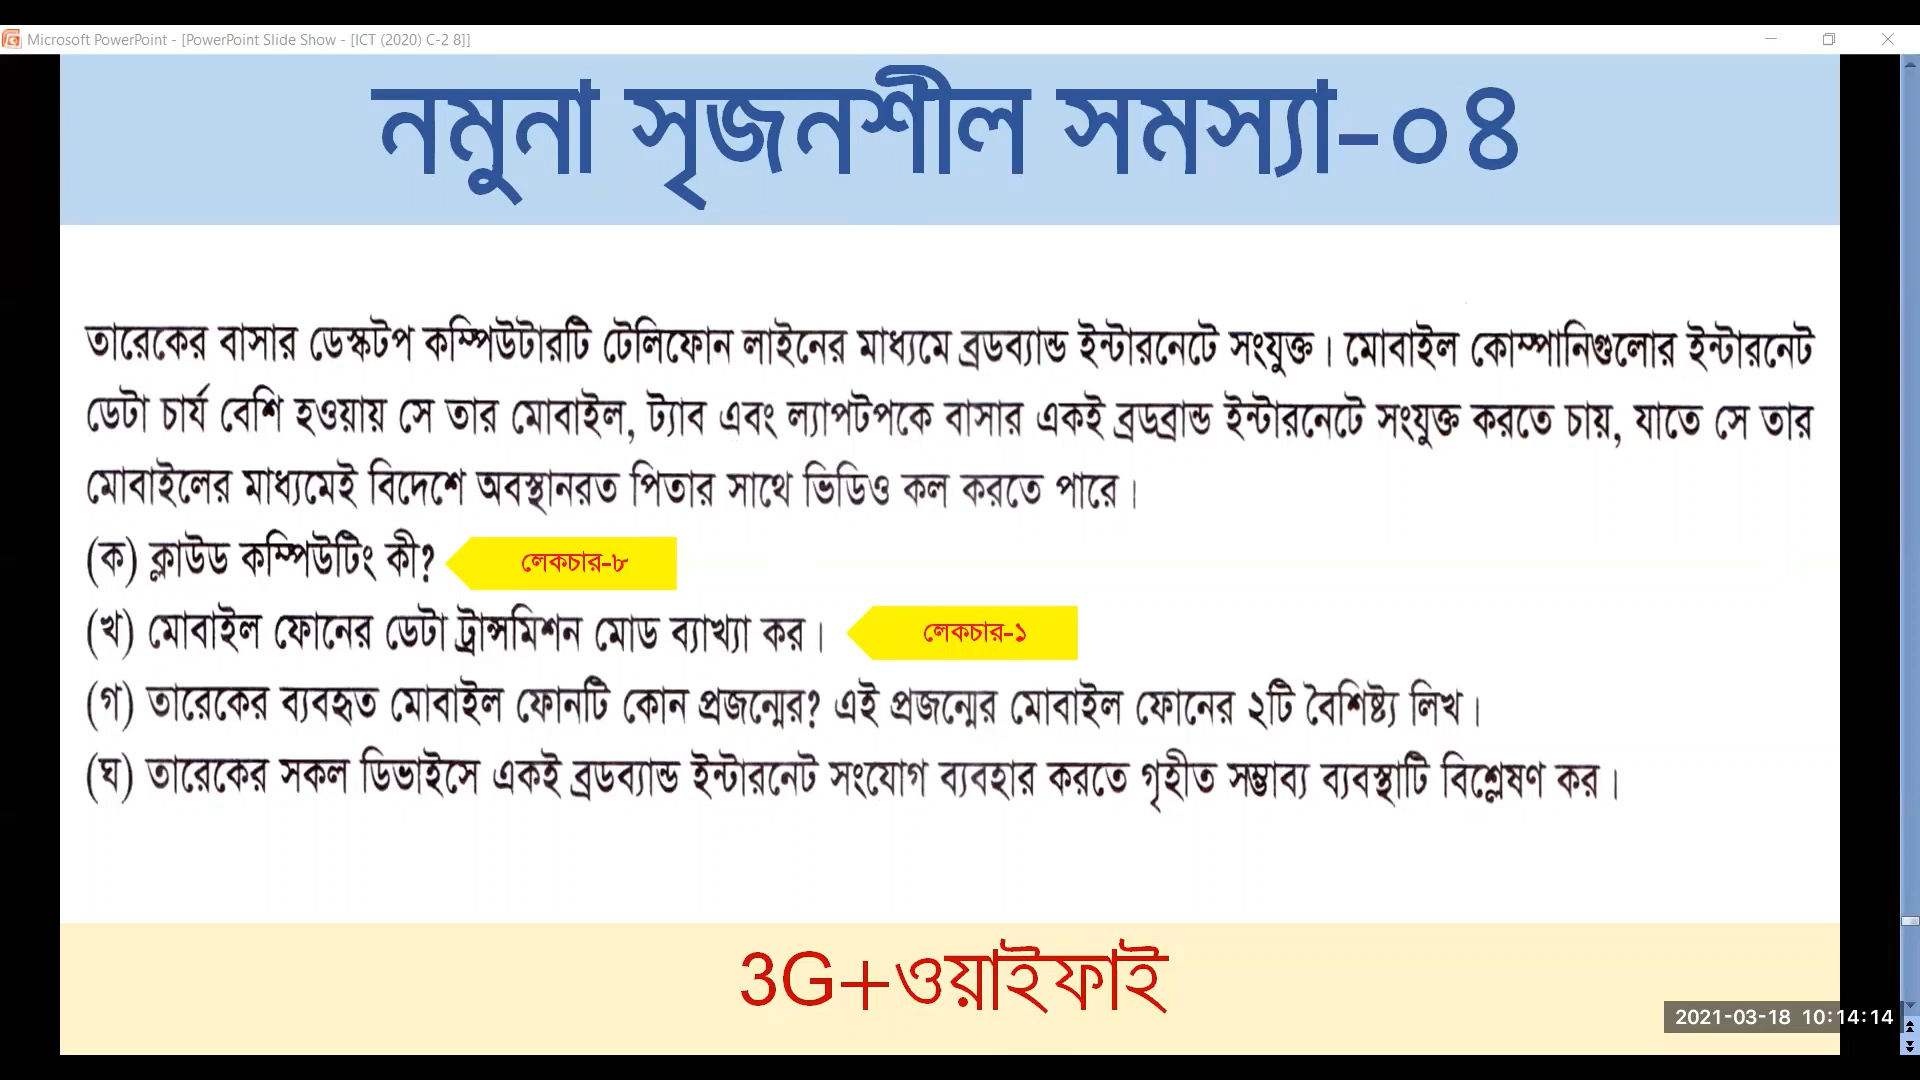 Microsoft PowerPoint - [PowerPoint Slide Show - [ICT (2020) C-2 8]]
নমুনা সৃজনশীল সমস্যা-০৪
তারেকের বাসার ডেস্কটপ কম্পিউটারটি টেলিফোন লাইনের মাধ্যমে ব্রডব্যান্ড ইন্টারনেটে সংযুক্ত। মোবাইল কোম্পানিগুলোর ইন্টারনেট
ডেটা চার্য বেশি হওয়ায় সে তার মোবাইল, ট্যাব এবং ল্যাপটপকে বাসার একই ব্রডব্রান্ড ইন্টারনেটে সংযুক্ত করতে চায়, যাতে সে তার
মোবাইলের মাধ্যমেই বিদেশে অবস্থানরত পিতার সাথে ভিডিও কল করতে পারে।
(ক) ক্লাউড কম্পিউটিং কী? লেকচার-৮
(খ) মোবাইল ফোনের ডেটা ট্রান্সমিশন মোড ব্যাখ্যা কর। লেকচার-১
(গ) তারেকের ব্যবহৃত মোবাইল ফোনটি কোন প্রজন্মের? এই প্রজন্মের মোবাইল ফোনের ২টি বৈশিষ্ট্য লিখ।
(ঘ) তারেকের সকল ডিভাইসে একই ব্রডব্যান্ড ইন্টারনেট সংযোগ ব্যবহার করতে গৃহীত সম্ভাব্য ব্যবস্থাটি বিশ্লেষণ কর।
3G+ওয়াইফাই
2021-03-18 10:14:14